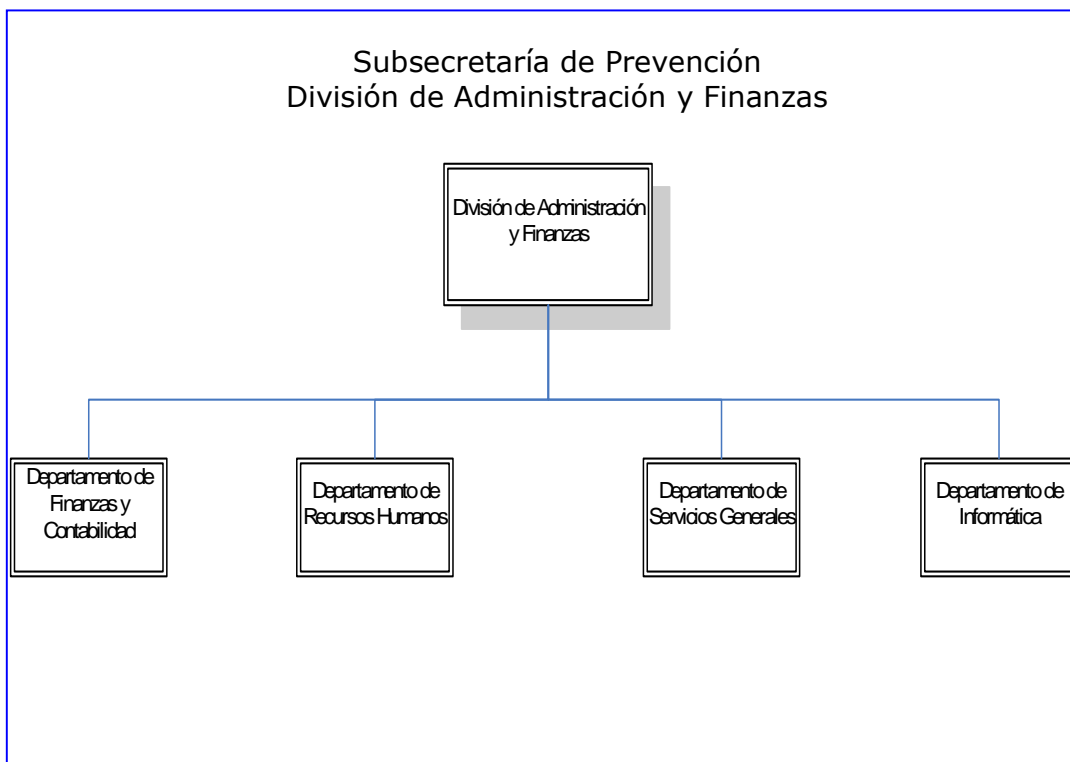 Subsecretaría de Prevención
División de Administración y Finanzas
División de Administración
y Finanzas
Departamento de
Finanzas y
Contabilidad
Departamento de
Recursos Humanos
Departamento de
Servicios Generales
Departamento de
Informática